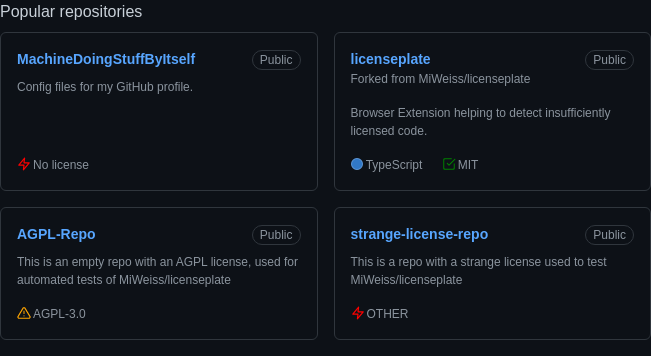 Popular repositories
MachineDoingStuffByItself
Public
Config files for my GitHub profile.
No license
licenseplate
Public
Forked from MiWeiss/licenseplate
Browser Extension helping to detect insufficiently
licensed code.
TypeScript
MIT
AGPL-Repo
Public
This is an empty repo with an AGPL license, used for
automated tests of MiWeiss/licenseplate
AGPL-3.0
strange-license-repo
Public
This is a repo with a strange license used to test
MiWeiss/licenseplate
OTHER